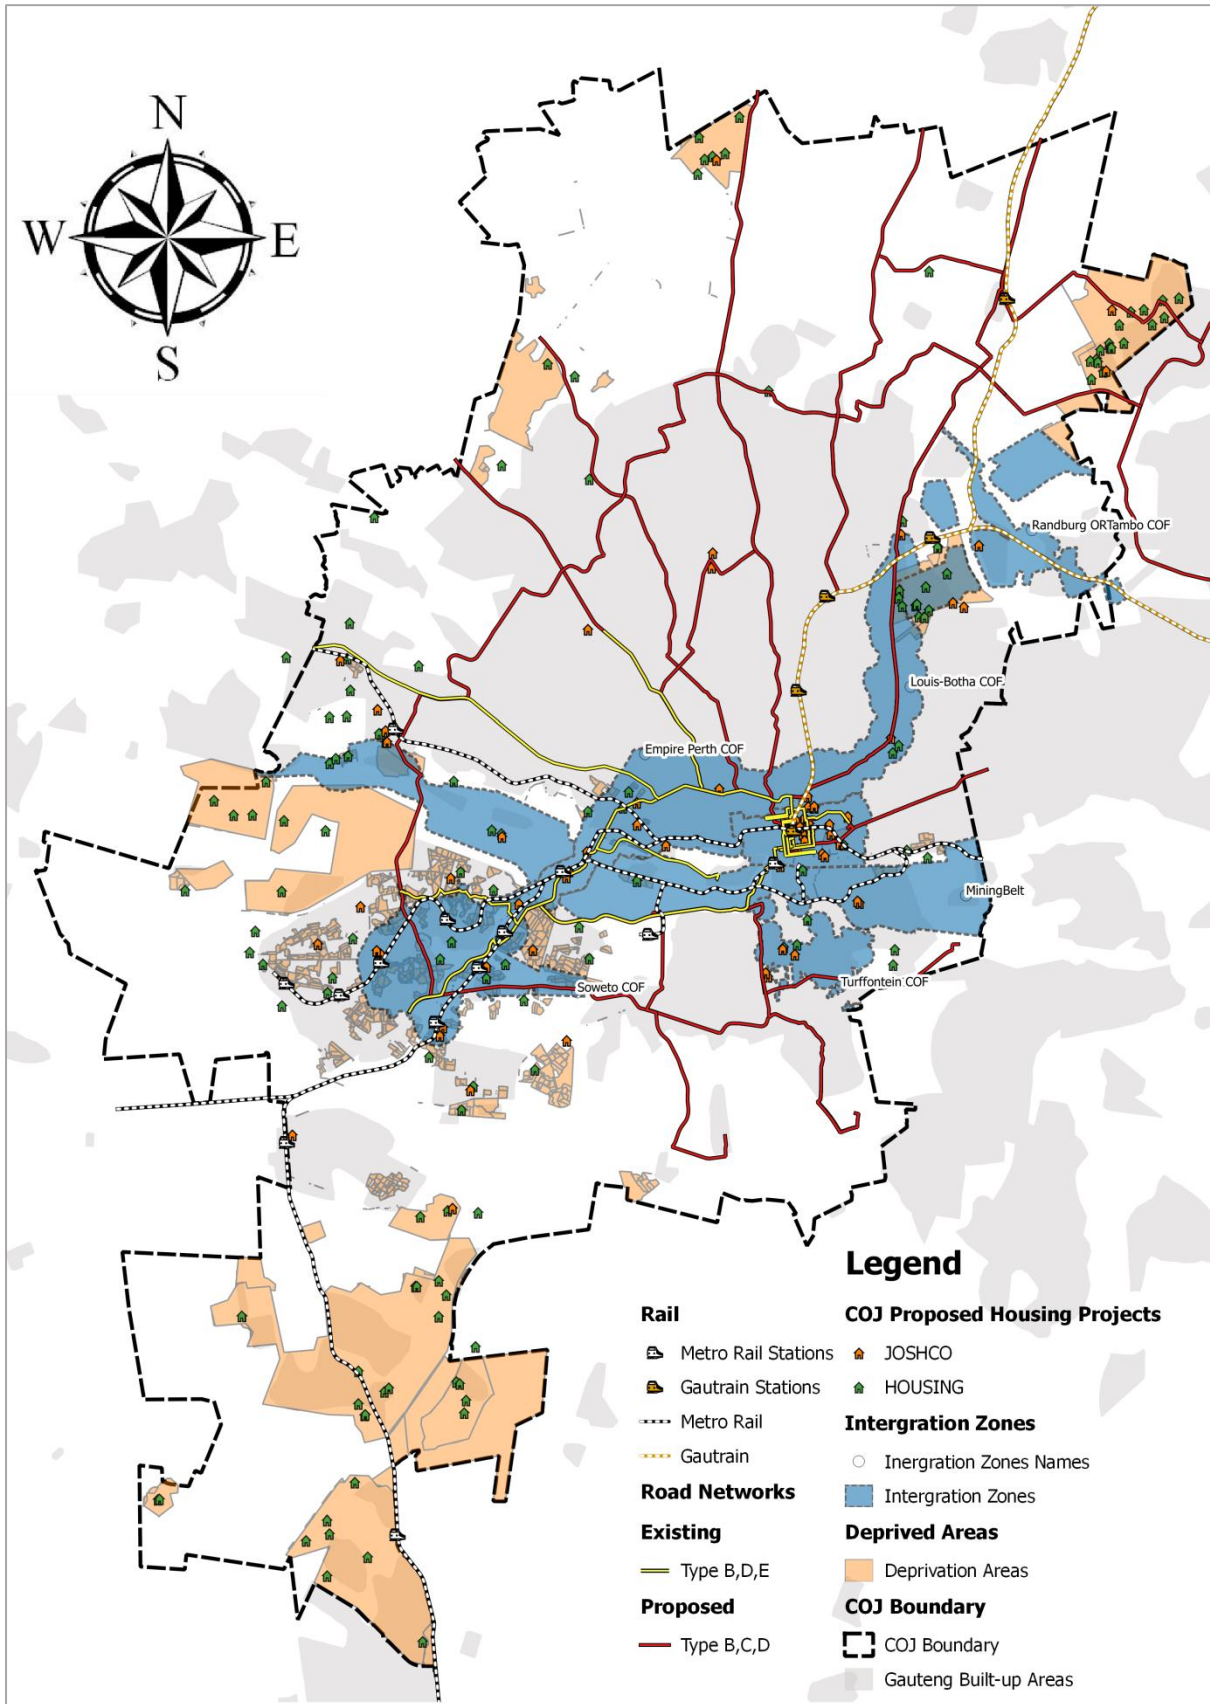 N
W
E
S
Randburg ORTambo COF
Louis-Botha COF
Empire Perth COF
MiningBelt
Turffontein COF
Soweto COF
Legend
Rail
Metro Rail Stations
Gautrain Stations
Metro Rail
Gautrain
Road Networks
Existing
Type B,D,E
Proposed
Type B,C,D
COJ Proposed Housing Projects
JOSHCO
HOUSING
Intergration Zones
Inergration Zones Names
Intergration Zones
Deprived Areas
Deprivation Areas
COJ Boundary
COJ Boundary
Gauteng Built-up Areas